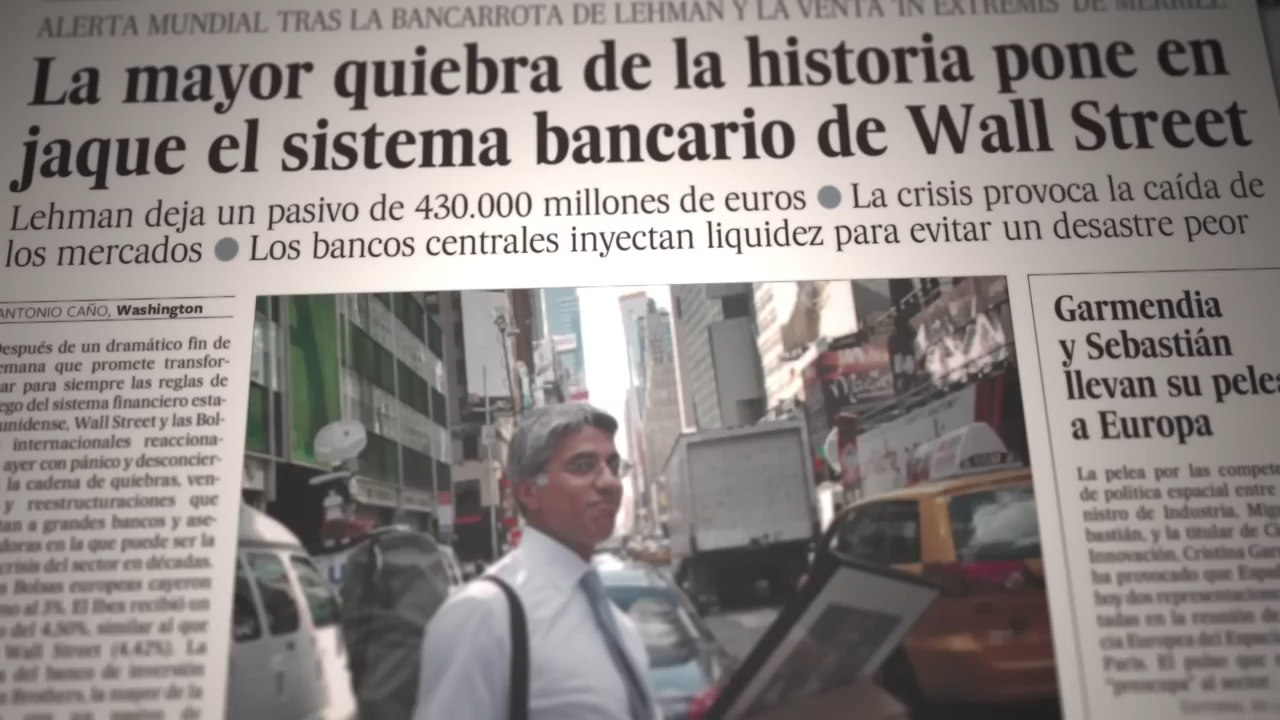 ALERTA MUNDIAL TRAS LA BANCARROTA DE LEHMAN Y LA VENTA 'IN EXTREMIS' DE MERRILL
La mayor quiebra de la historia pone en
jaque el sistema bancario de Wall Street
Lehman deja un pasivo de 430.000 millones de euros ● La crisis provoca la caída de
los mercados ● Los bancos centrales inyectan liquidez para evitar un desastre peor
ANTONIO CAÑO, Washington
Después de un dramático fin de
emana que promete transfor-
ar para siempre las reglas de
ego del sistema financiero esta-
unidense, Wall Street y las Bol-
internacionales reacciona-
ayer con pánico y desconcier-
la cadena de quiebras, ven-
y reestructuraciones que
tan a grandes bancos y ase-
doras en la que puede ser la
crisis del sector en décadas.
Bolsas europeas cayeron
al 3%. El Ibex recibió un
del 4,50%, similar al que
Wall Street (4,42%). La
del banco de inversión
Brothers, la mayor de la
Garmendia
y Sebastián
llevan su pelea
a Europa
La pelea por las compete
de política espacial entre
nistro de Industria, Mig
bastián, y la titular de C
Innovación, Cristina Gar
ha provocado que Espa
hoy dos representacion
tadas en la reunión de
cia Europea del Espacio
París. El pulso que
"preocupa" al sector